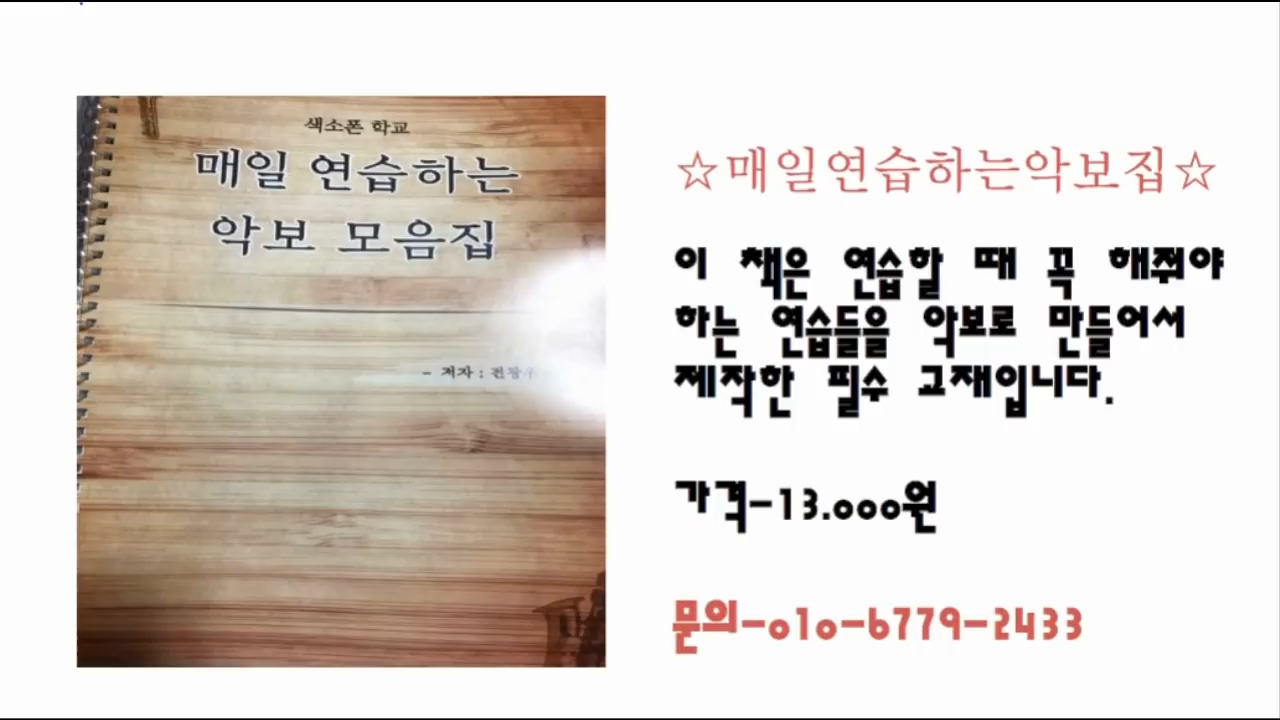 색소폰 학교
매일 연습하는
악보 모음집
- 저자 :
☆매일연습하는악보집☆
이 책은 연습할 때 꼭 해줘야
하는 연습들을 악보로 만들어서
제작한 필수 교재입니다.
가격-13.000원
문의-010-6779-2433